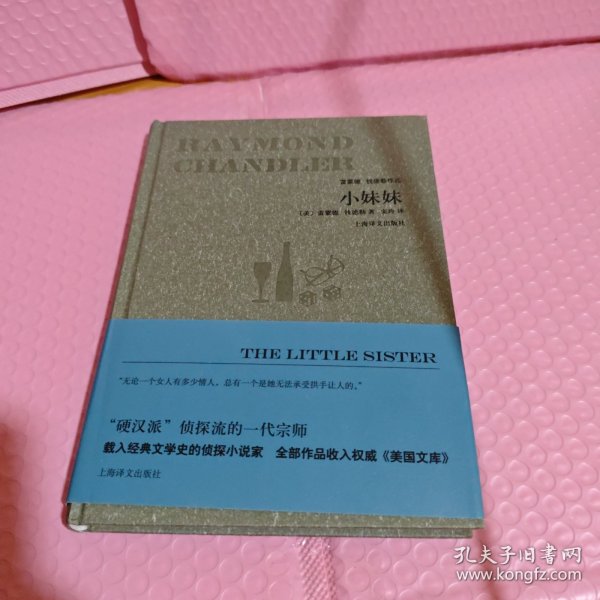 RAYMOND
CHANDLER
雷蒙德·钱德勒作品
小妹妹
〔美〕雷蒙德·钱德勒 著 宋玲 译
上海译文出版社
THE LITTLE SISTER
“无论一个女人有多少情人，总有一个是她无法承受拱手让人的。”
“硬汉派”侦探流的一代宗师
载入经典文学史的侦探小说家 全部作品收入权威《美国文库》
上海译文出版社
孔夫子旧书网
www.kongfz.com